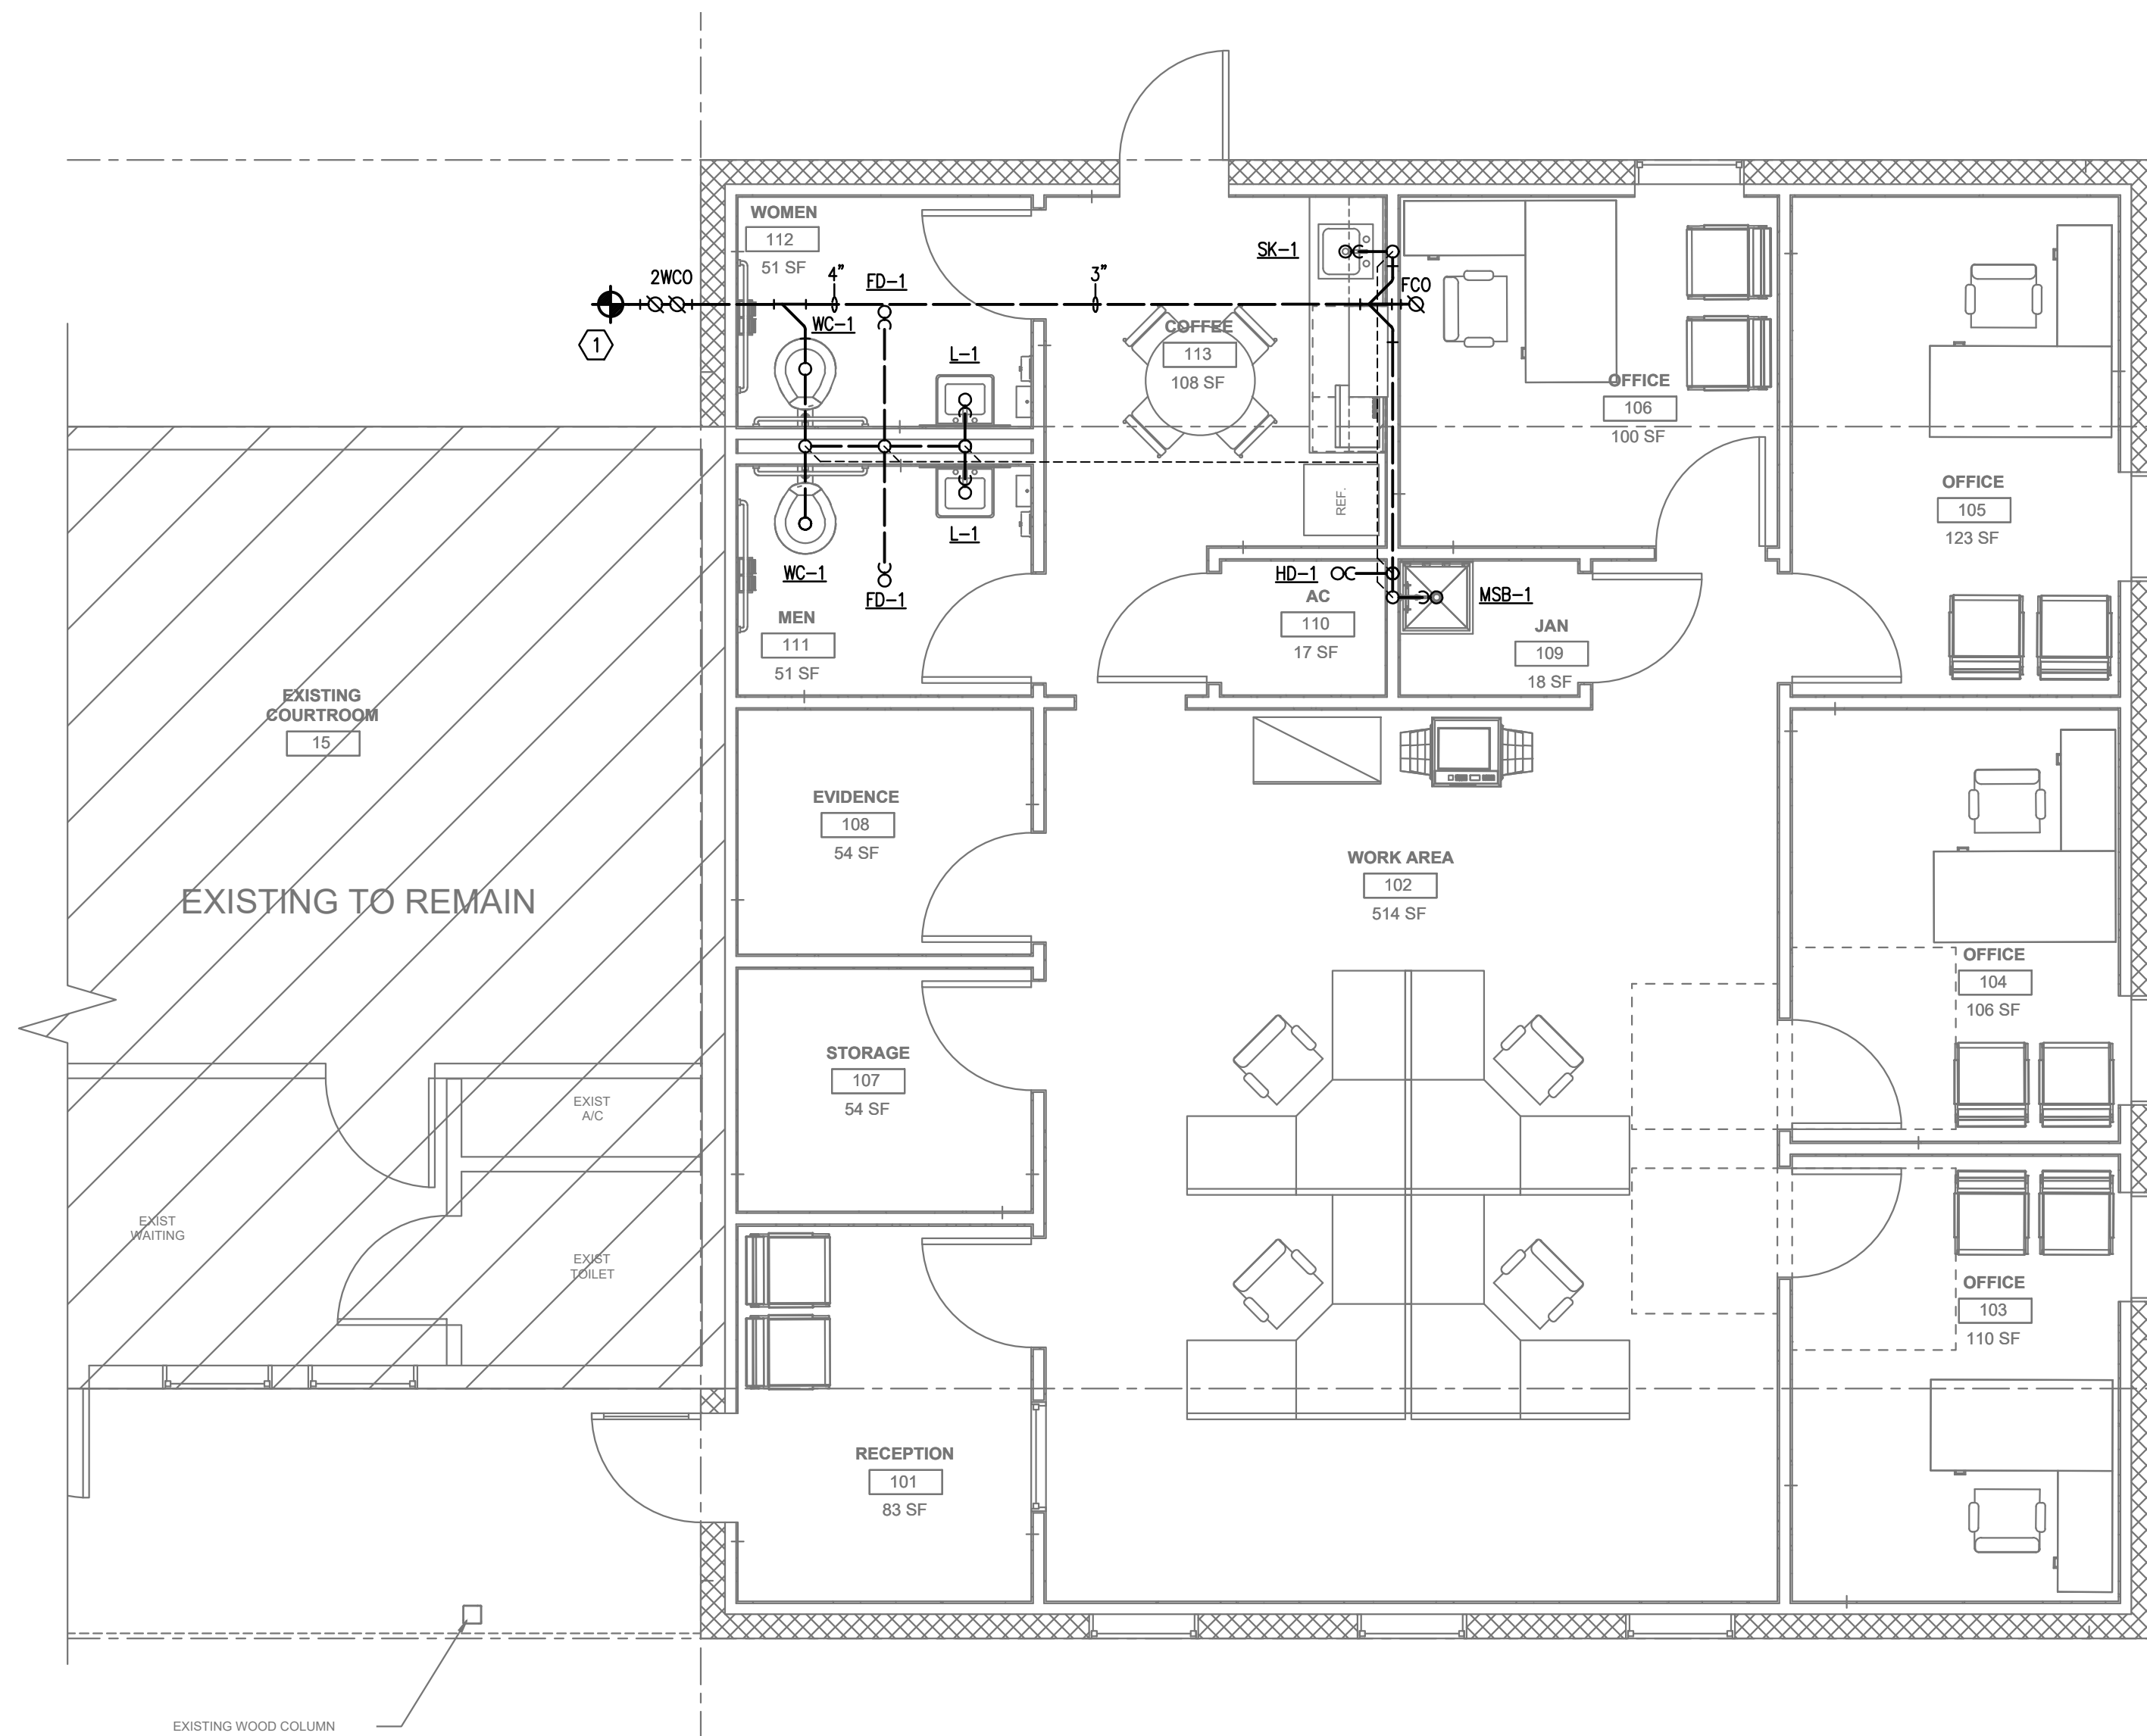 WOMEN
112
51 SF
2WCO
4"
FD-1
3"
SK-1
FCO
1
WC-1
L-1
COFFEE
113
108 SF
OFFICE
106
100 SF
OFFICE
105
123 SF
REF.
L-1
WC-1
FD-1
HD-1
MSB-1
AC
110
17 SF
JAN
109
18 SF
MEN
111
51 SF
EXISTING
COURTROOM
15
EVIDENCE
108
54 SF
WORK AREA
102
514 SF
EXISTING TO REMAIN
OFFICE
104
106 SF
STORAGE
107
54 SF
EXIST
A/C
EXIST
WAITING
EXIST
TOILET
OFFICE
103
110 SF
RECEPTION
101
83 SF
EXISTING WOOD COLUMN